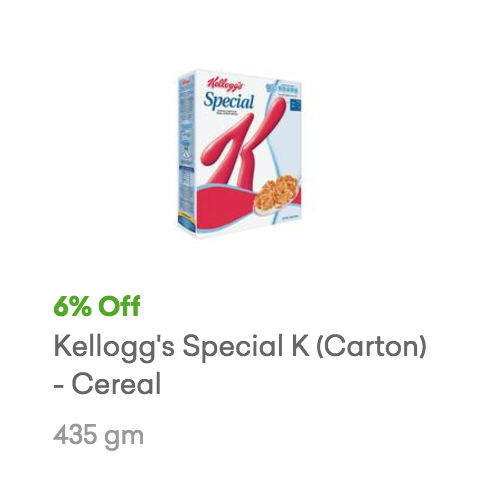 Kellogg's
Special
K
6% Off
Kellogg's Special K (Carton)
- Cereal
435 gm